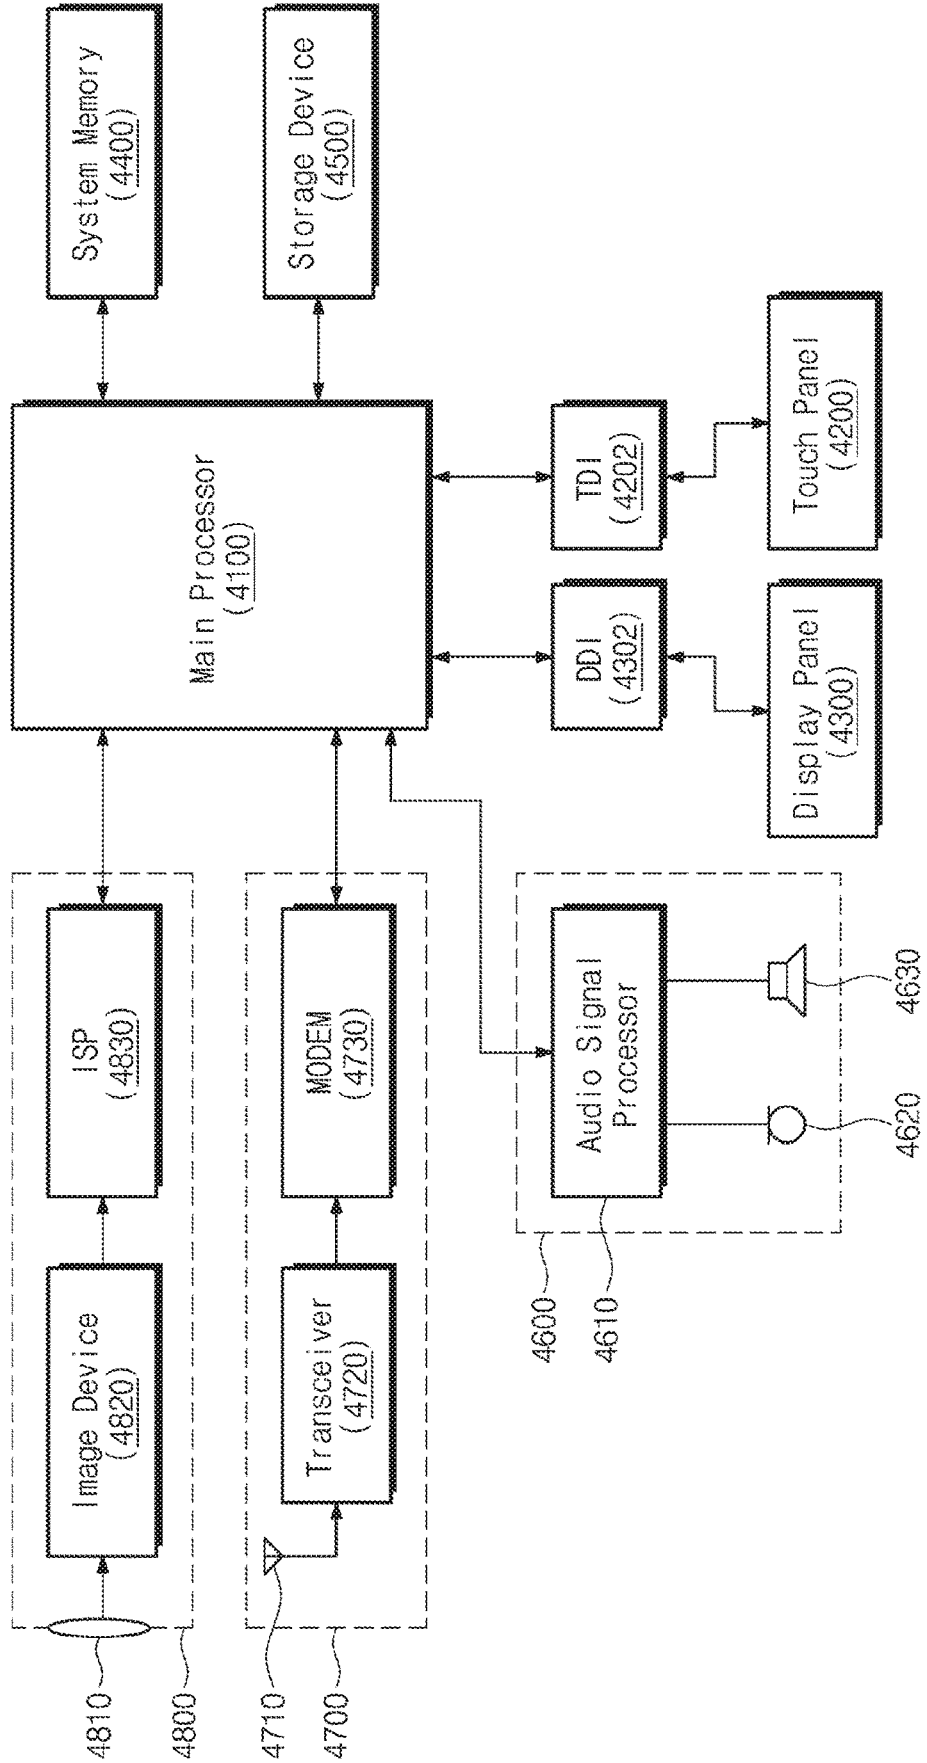 4810
4800
Image Device
(4820)
ISP
(4830)
Main Processor
(4100)
System Memory
(4400)
Storage Device
(4500)
4710
4700
Transceiver
(4720)
MODEM
(4730)
4600
4610
Audio Signal
Processor
4620
4630
DDI
(4302)
TDI
(4202)
Display Panel
(4300)
Touch Panel
(4200)